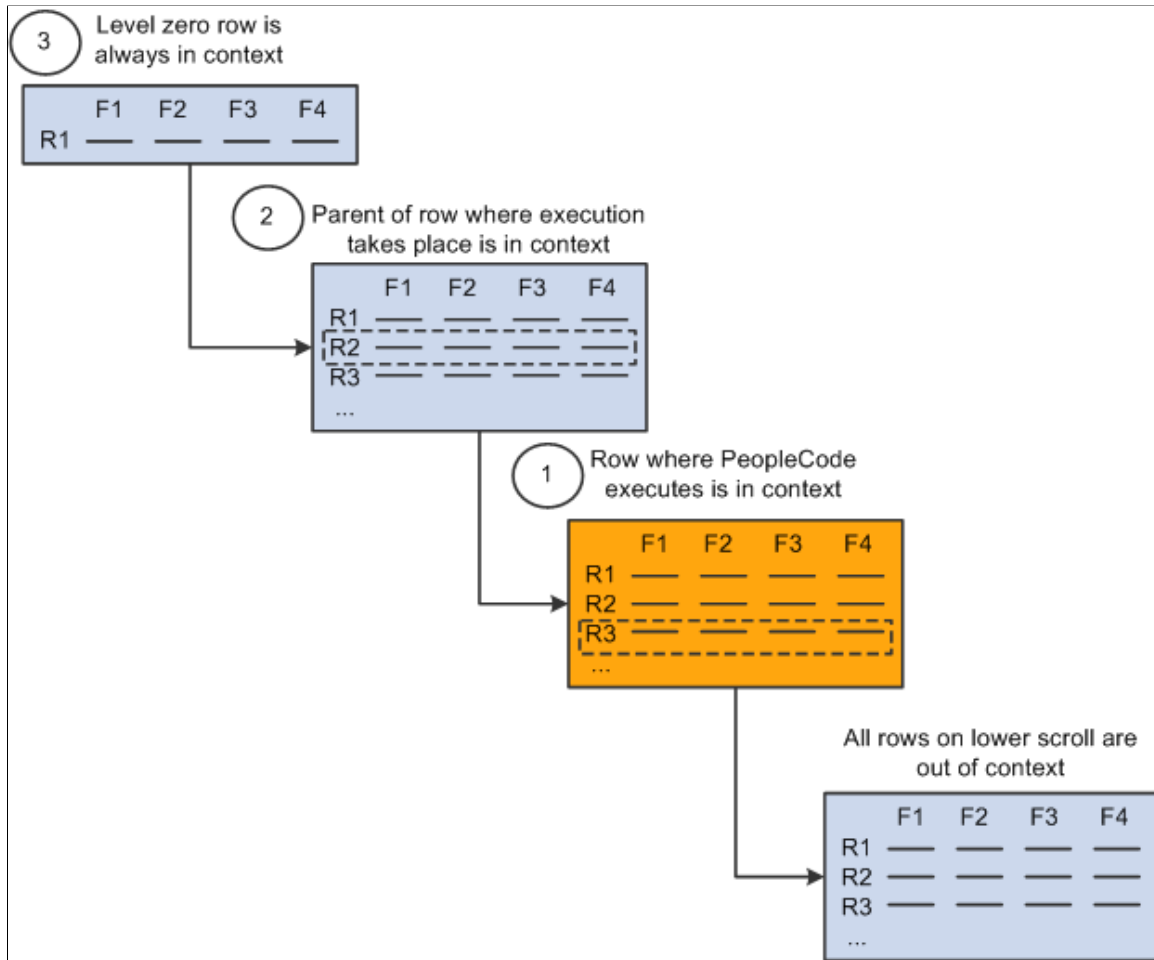 3
Level zero row is
always in context
F1 F2 F3 F4
R1
2
Parent of row where execution
takes place is in context
F1 F2 F3 F4
R1
R2
R3
...
1
Row where PeopleCode
executes is in context
F1 F2 F3 F4
R1
R2
R3
...
All rows on lower scroll are
out of context
F1 F2 F3 F4
R1
R2
R3
...